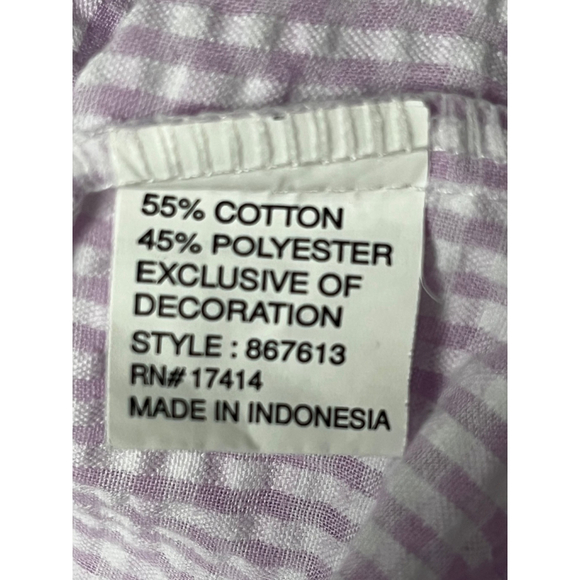 55% COTTON
45% POLYESTER
EXCLUSIVE OF
DECORATION
STYLE : 867613
RN# 17414
MADE IN INDONESIA